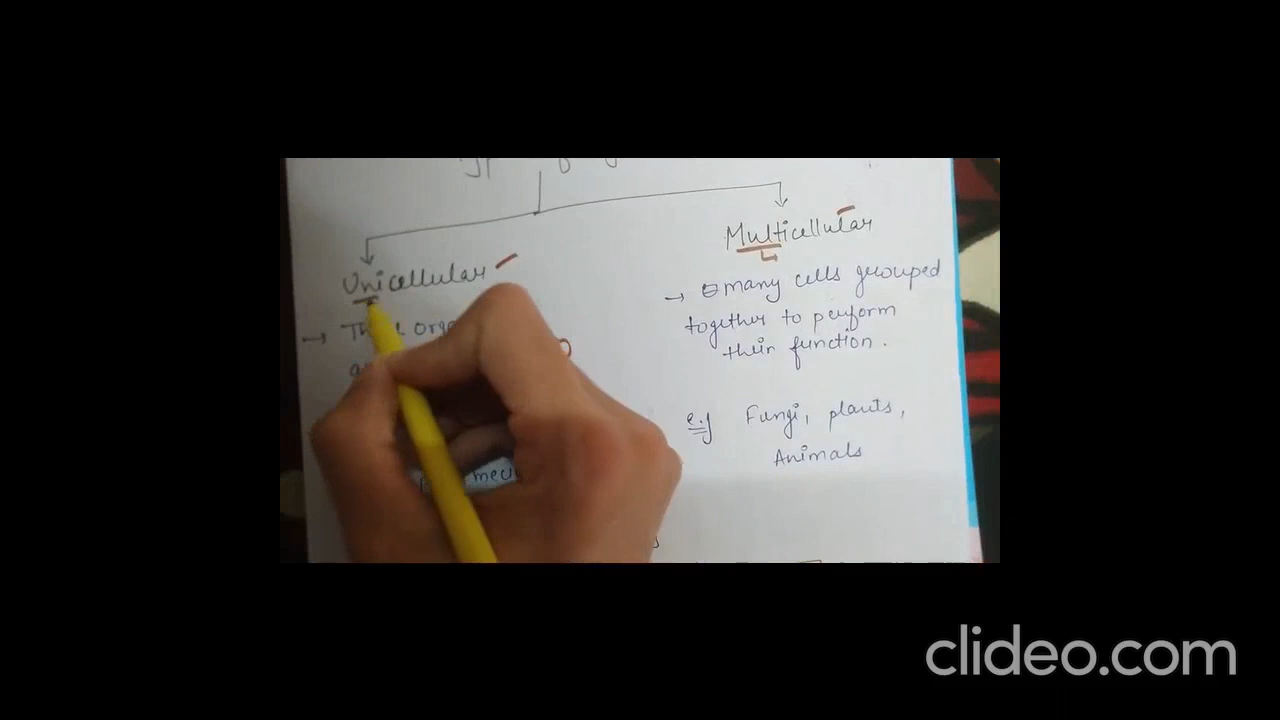 Multicellular
Unicellular
→ many cells grouped
together to perform
their function.
→
e.g Fungi, plants,
Animals
clideo.com